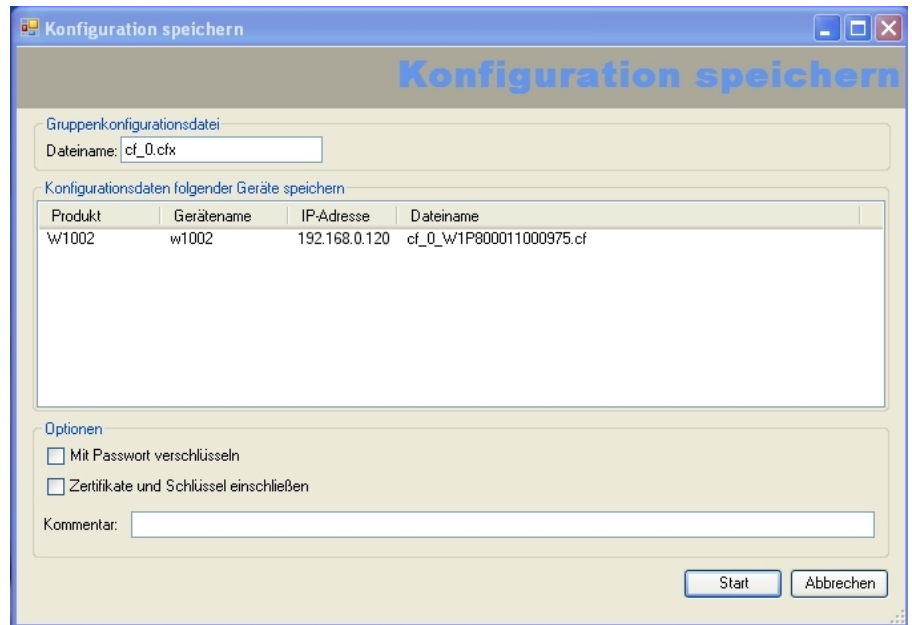 Konfiguration speichern
Konfiguration speichern
Gruppenkonfigurationsdatei
Dateiname: cf_0.cfx
Konfigurationsdaten folgender Geräte speichern
Produkt Gerätename IP-Adresse Dateiname
W1002 w1002 192.168.0.120 cf_0_W1P800011000975.cf
Optionen
Mit Passwort verschlüsseln
Zertifikate und Schlüssel einschließen
Kommentar:
Start Abbrechen